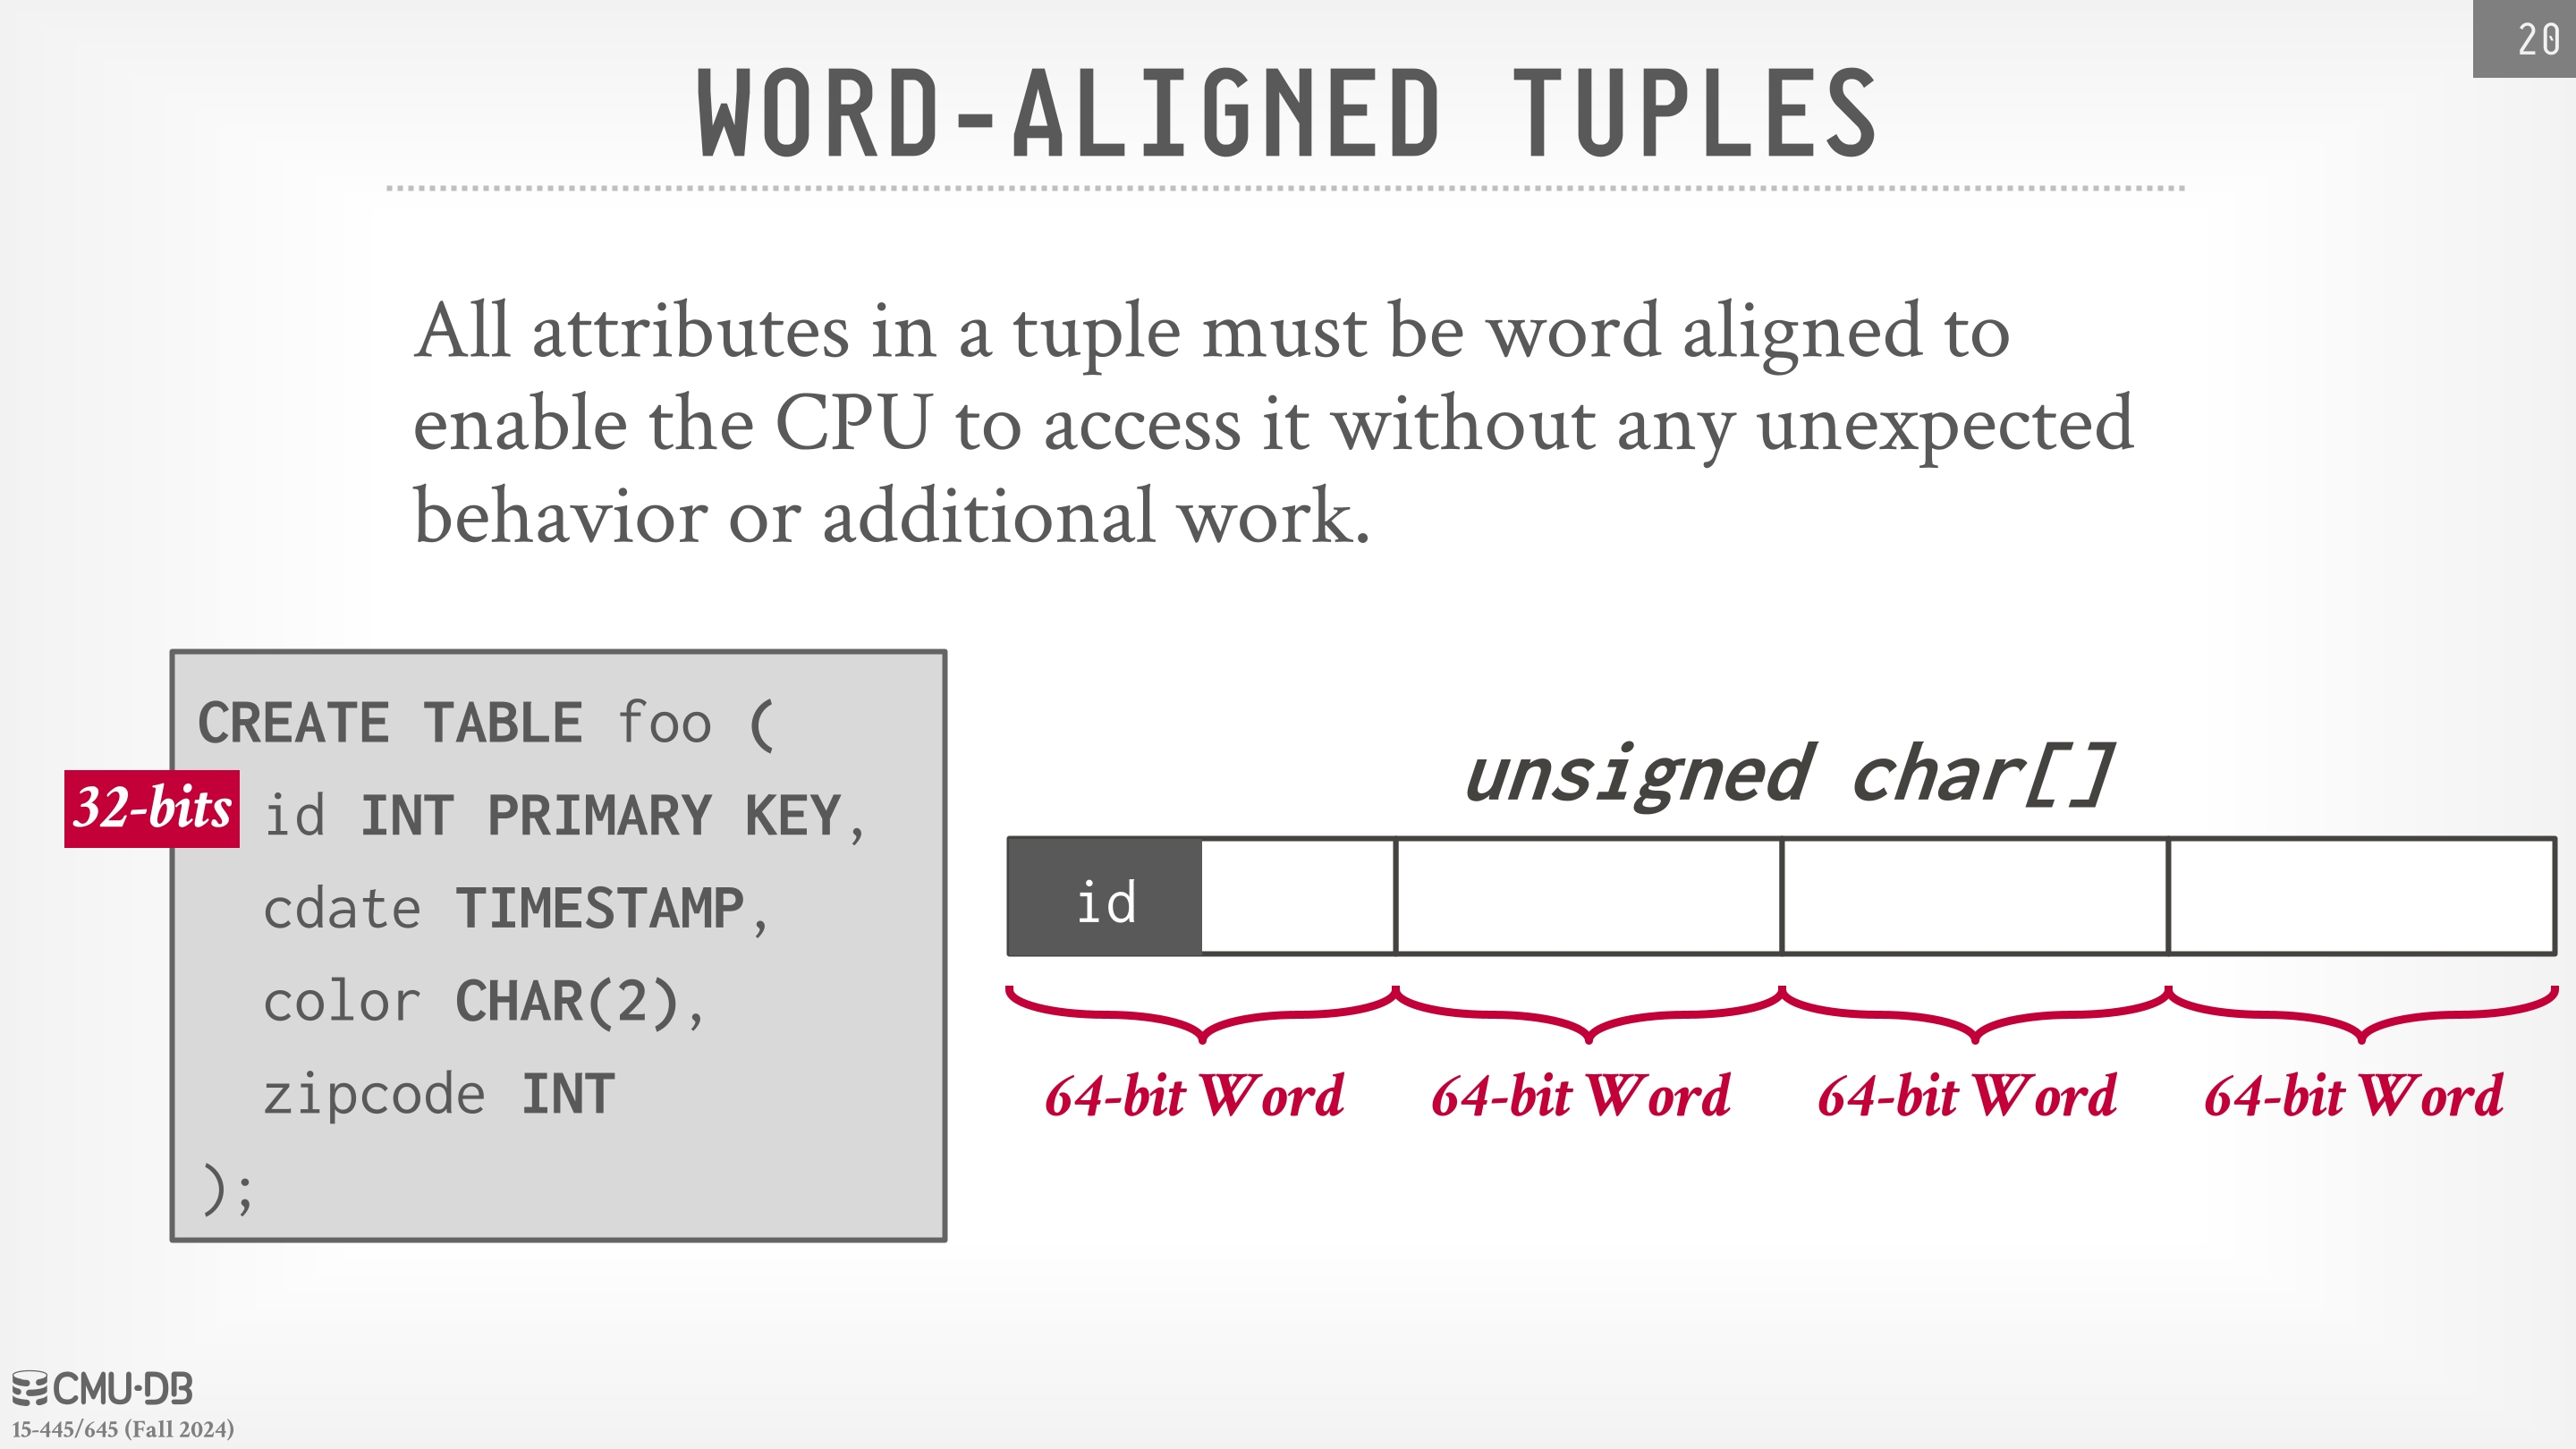 20
WORD-ALIGNED TUPLES
All attributes in a tuple must be word aligned to
enable the CPU to access it without any unexpected
behavior or additional work.
CREATE TABLE foo (
32-bits id INT PRIMARY KEY,
cdate TIMESTAMP,
color CHAR(2),
zipcode INT
);
unsigned char[]
id
64-bit Word 64-bit Word 64-bit Word 64-bit Word
CMU·DB
15-445/645 (Fall 2024)